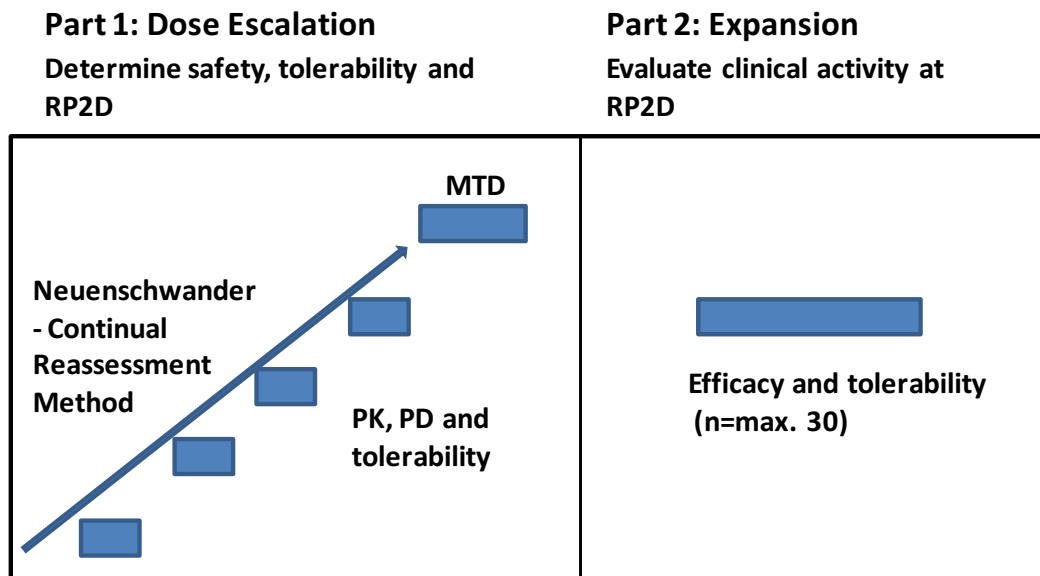 Part 1: Dose Escalation
Determine safety, tolerability and
RP2D
Part 2: Expansion
Evaluate clinical activity at
RP2D
MTD
Neuenschwander
- Continual
Reassessment
Method
PK, PD and
tolerability
Efficacy and tolerability
(n=max. 30)